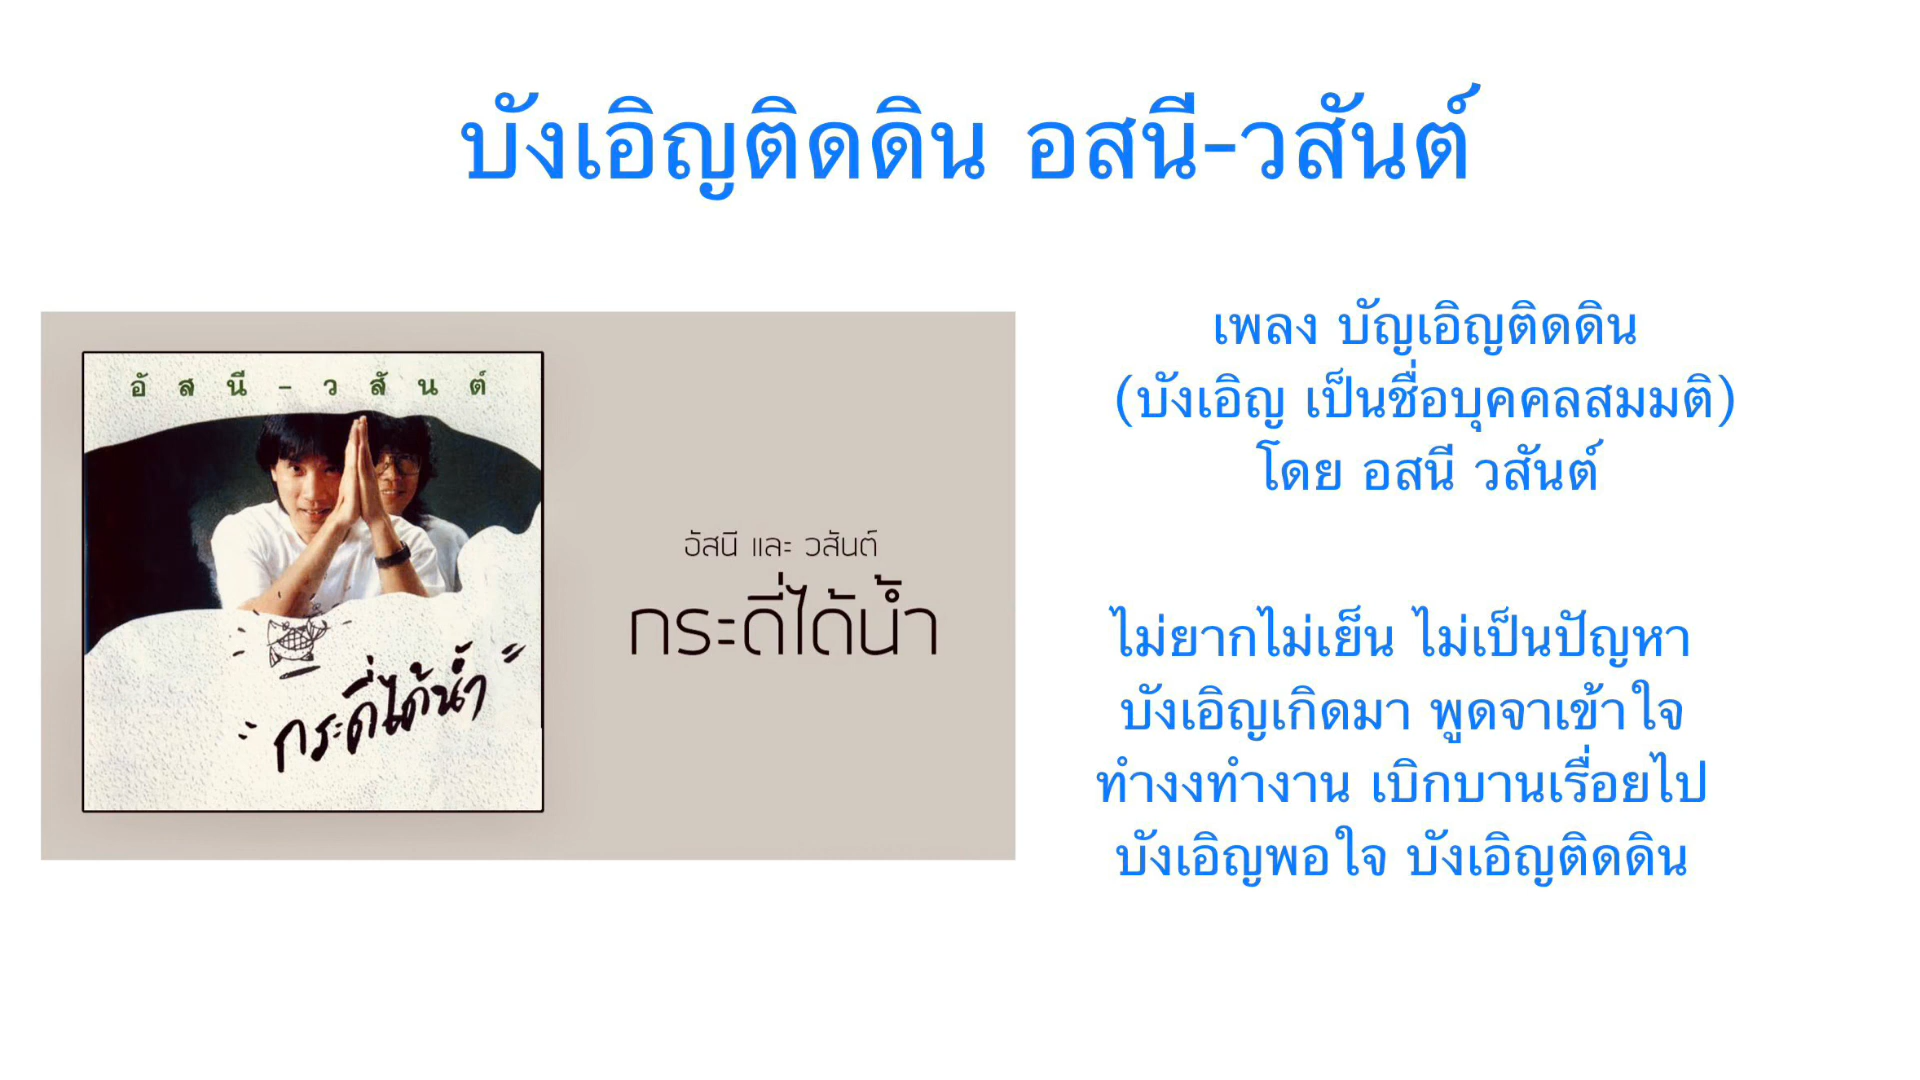 บังเอิญติดดิน อสนี-วสันต์
อัสนี - วสันต์
กระดี่ได้น้ำ
อัสนี และ วสันต์
กระดี่ได้น้ำ
เพลง บัญเอิญติดดิน
(บังเอิญ เป็นชื่อบุคคลสมมติ)
โดย อสนี วสันต์
ไม่ยากไม่เย็น ไม่เป็นปัญหา
บังเอิญเกิดมา พูดจาเข้าใจ
ทำงงทำงาน เบิกบานเรื่อยไป
บังเอิญพอใจ บังเอิญติดดิน